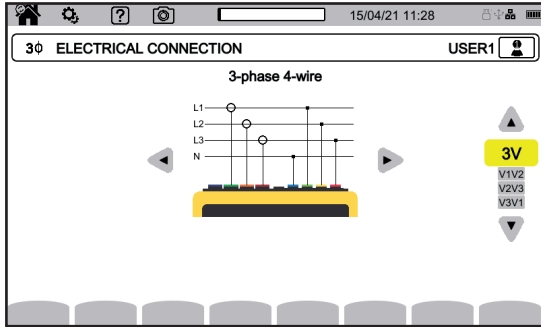 ?
15/04/21 11:28
3Φ ELECTRICAL CONNECTION
USER1
3-phase 4-wire
L1
L2
L3
N
3V
V1V2
V2V3
V3V1